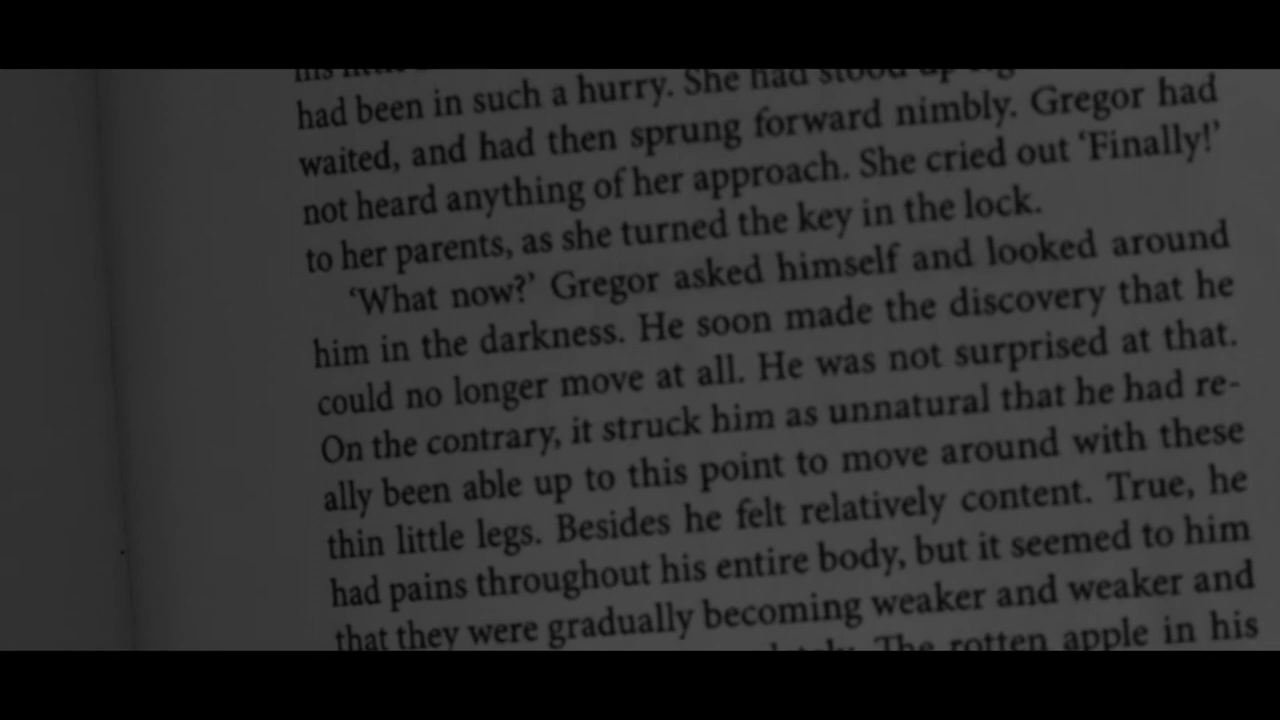 had been in such a hurry. She had stood up
waited, and had then sprung forward nimbly. Gregor had
not heard anything of her approach. She cried out ‘Finally!’
to her parents, as she turned the key in the lock.
‘What now?’ Gregor asked himself and looked around
him in the darkness. He soon made the discovery that he
could no longer move at all. He was not surprised at that.
On the contrary, it struck him as unnatural that he had re-
ally been able up to this point to move around with these
thin little legs. Besides he felt relatively content. True, he
had pains throughout his entire body, but it seemed to him
that they were gradually becoming weaker and weaker and
The rotten apple in his